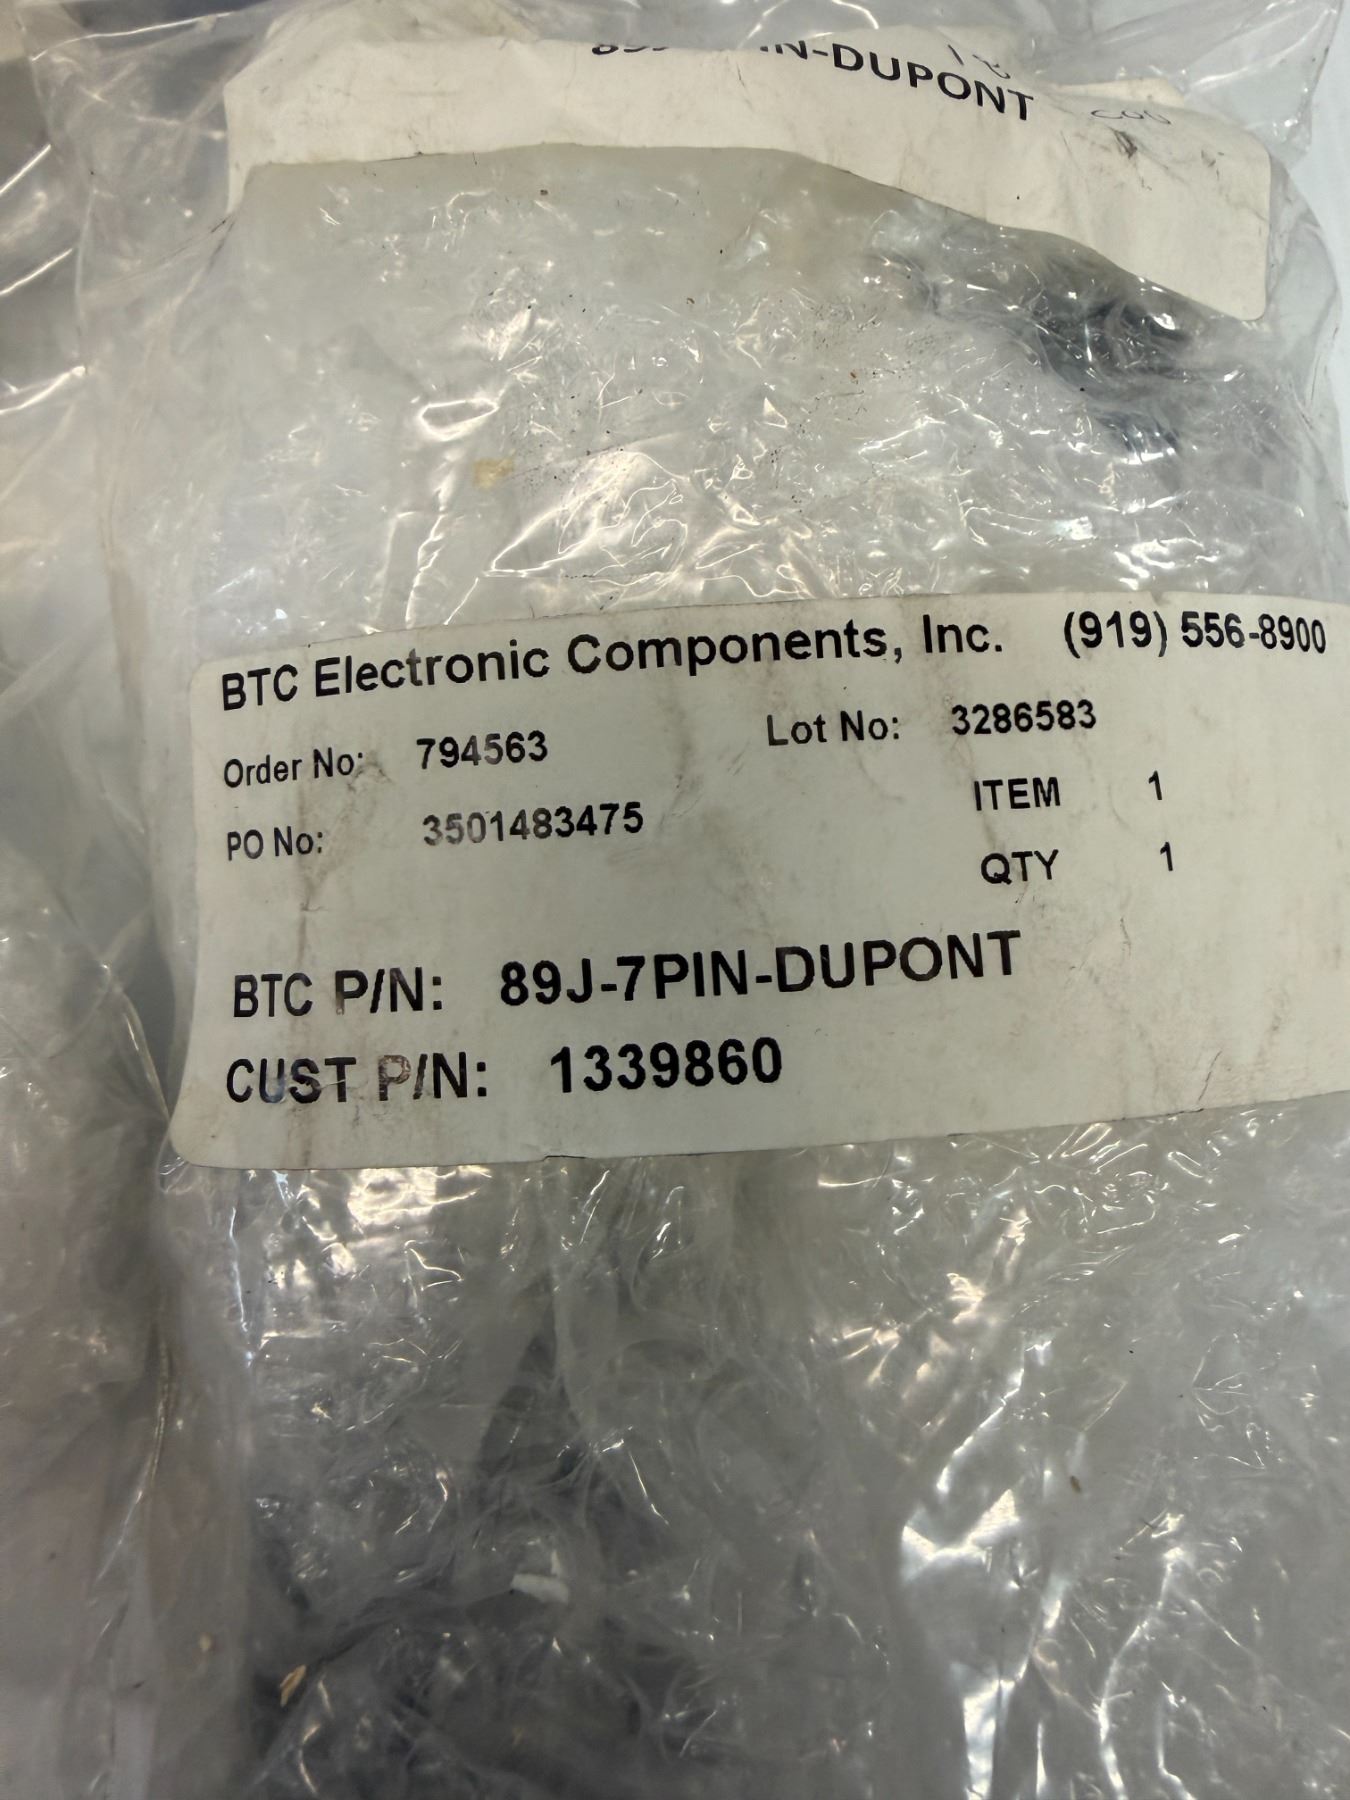 IN-DUPONT
BTC Electronic Components, Inc. (919) 556-8900
Order No: 794563 Lot No: 3286583
ITEM 1
PO No: 3501483475
QTY 1
BTC P/N: 89J-7PIN-DUPONT
CUST P/N: 1339860